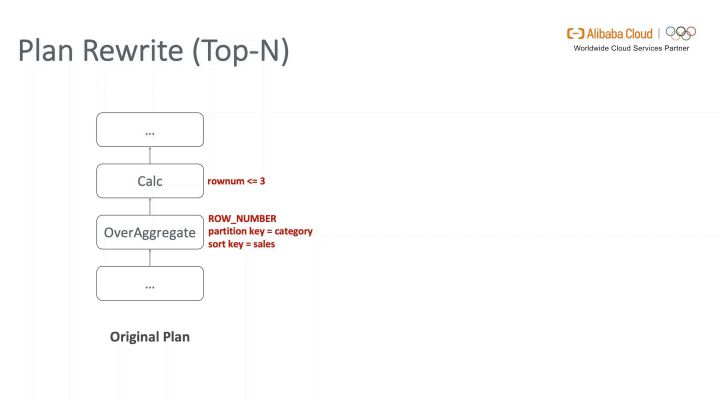 Plan Rewrite (Top-N)
Alibaba Cloud
Worldwide Cloud Services Partner
...
Calc
rownum <= 3
OverAggregate
ROW_NUMBER
partition key = category
sort key = sales
...
Original Plan